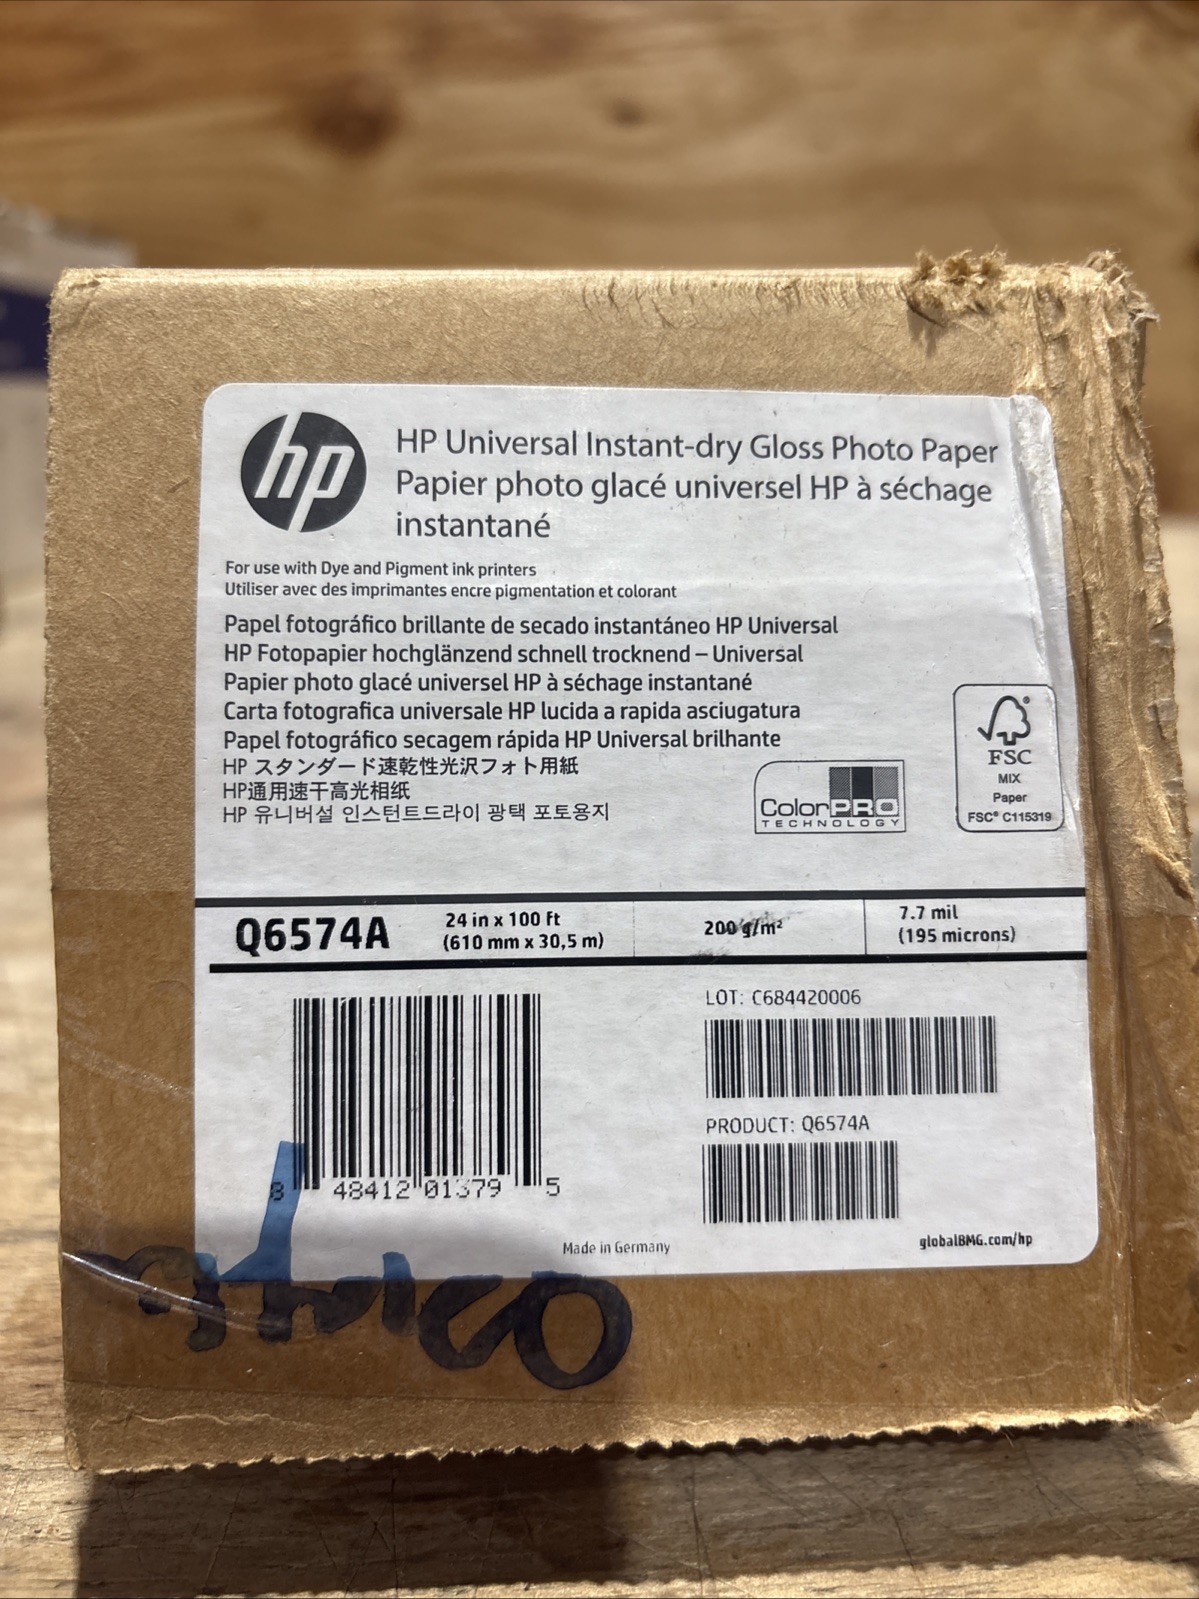 hp
HP Universal Instant-dry Gloss Photo Paper
Papier photo glacé universel HP à séchage
instantané
For use with Dye and Pigment ink printers
Utiliser avec des imprimantes encre pigmentation et colorant
Papel fotográfico brillante de secado instantáneo HP Universal
HP Fotopapier hochglänzend schnell trocknend – Universal
Papier photo glacé universel HP à séchage instantané
Carta fotografica universale HP lucida a rapida asciugatura
Papel fotográfico secagem rápida HP Universal brilhante
HP スタンダード速乾性光沢フォト用紙
HP通用速干高光相纸
HP 유니버설 인스턴트드라이 광택 포토용지
ColorPRO
TECHNOLOGY
FSC
MIX
Paper
FSC® C115319
Q6574A
24 in x 100 ft
(610 mm x 30,5 m)
200 g/m²
7.7 mil
(195 microns)
LOT: C684420006
PRODUCT: Q6574A
8 48412 01379 5
Made in Germany
globalBMG.com/hp